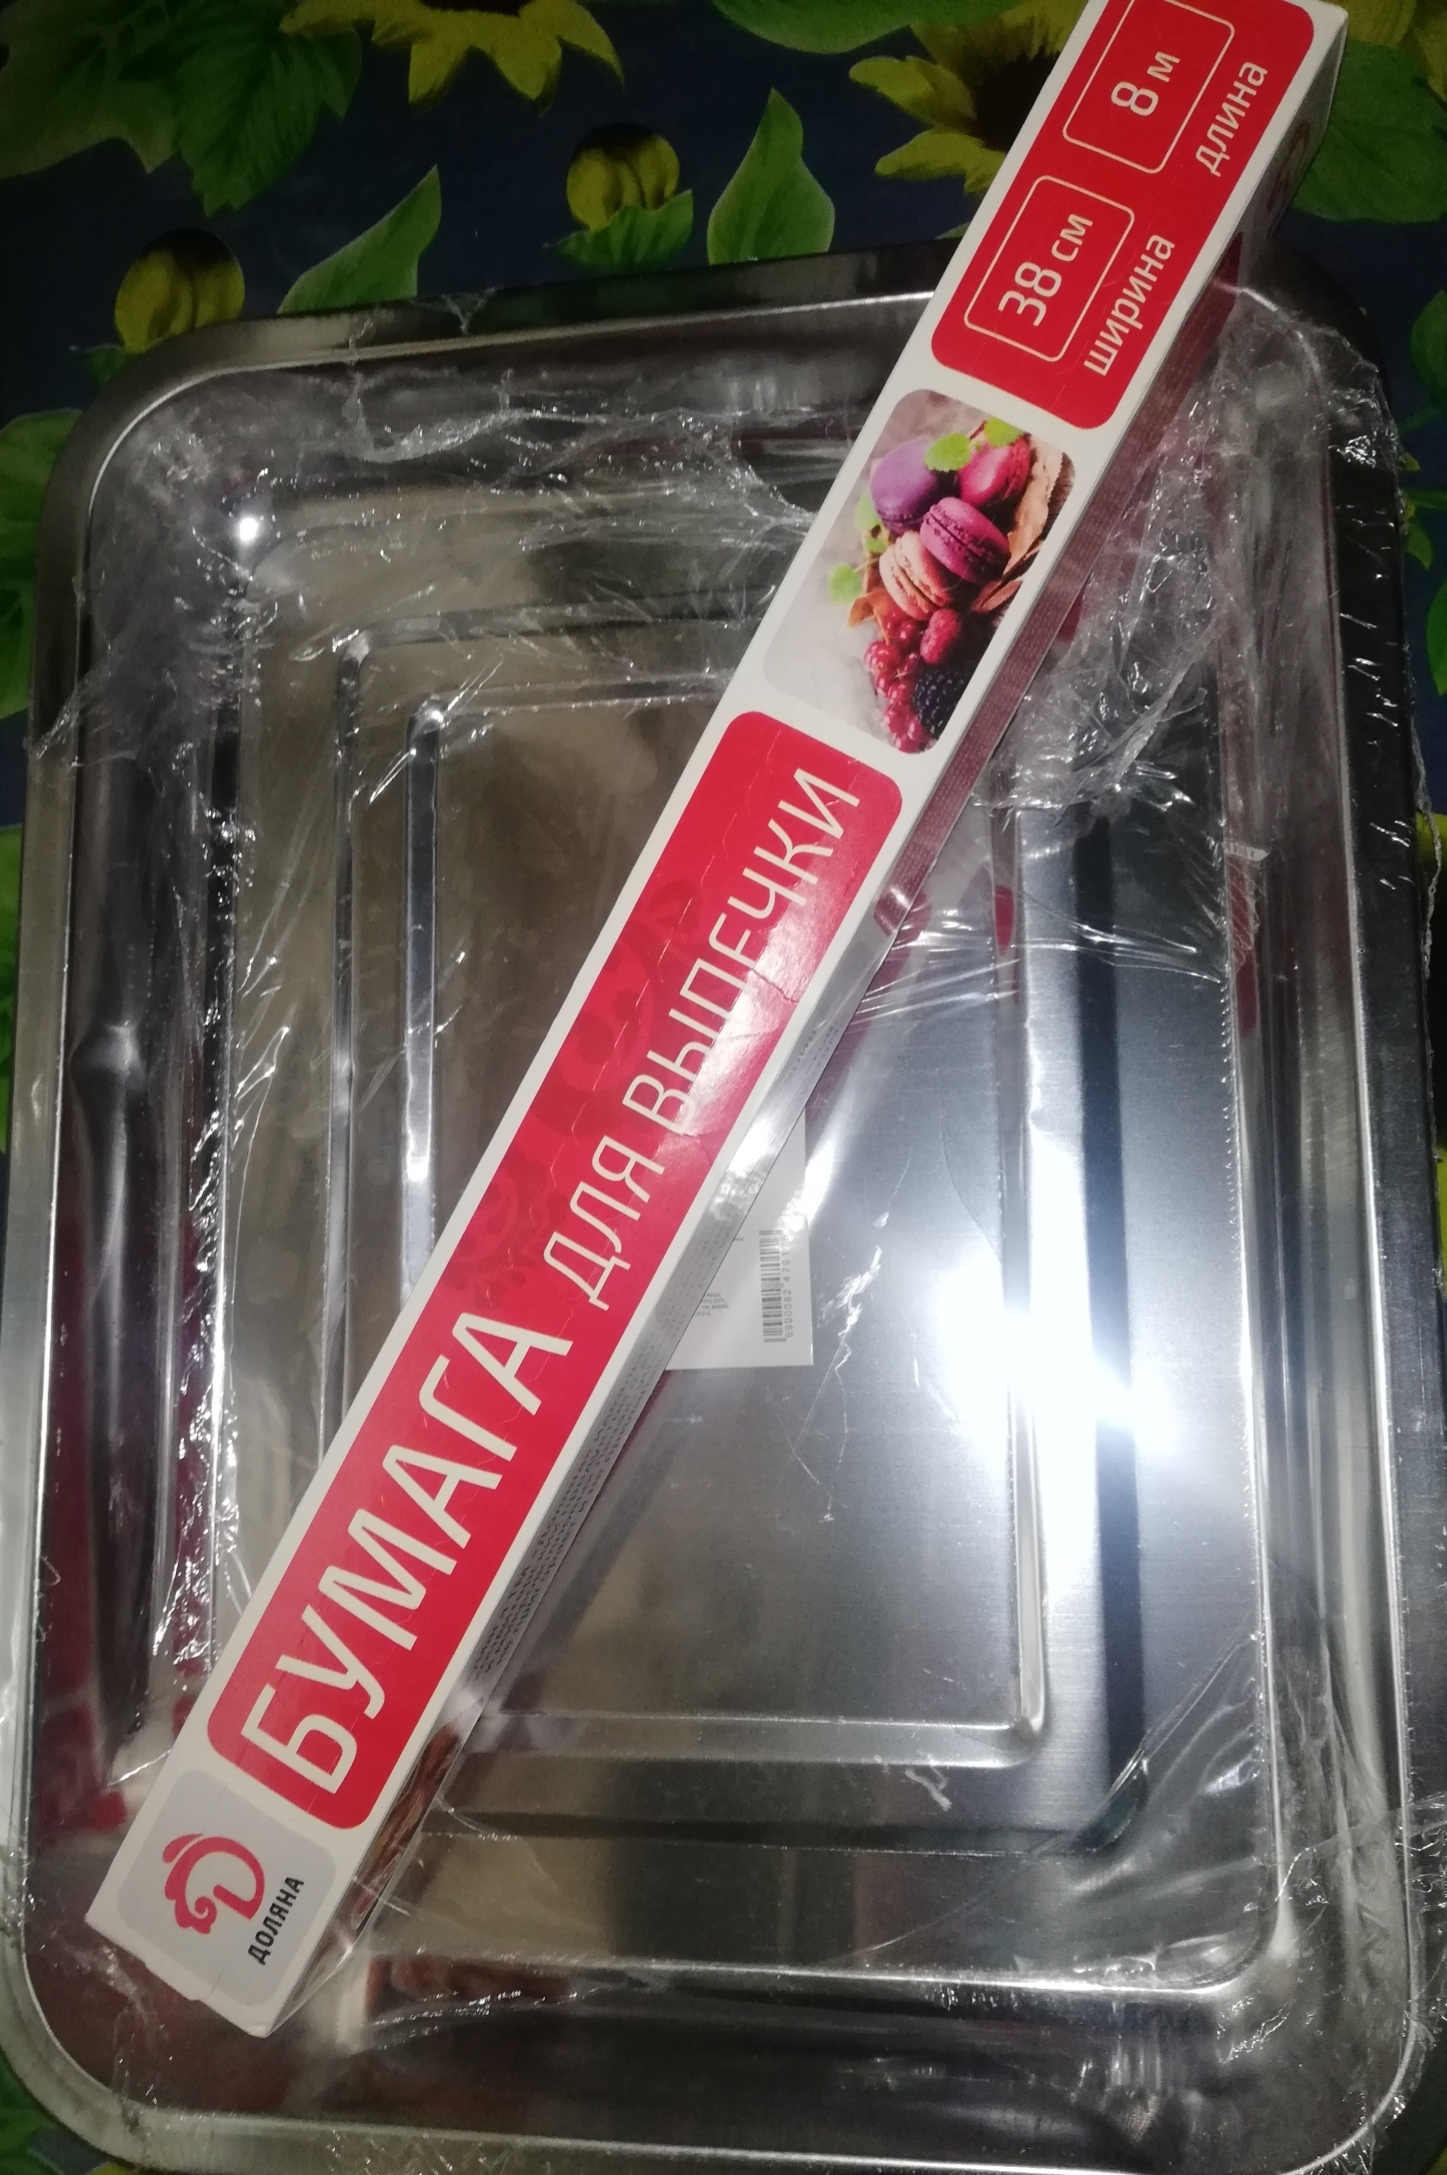 ДОЛЯНА
БУМАГА ДЛЯ ВЫПЕЧКИ
38 см
ширина
8 м
длина